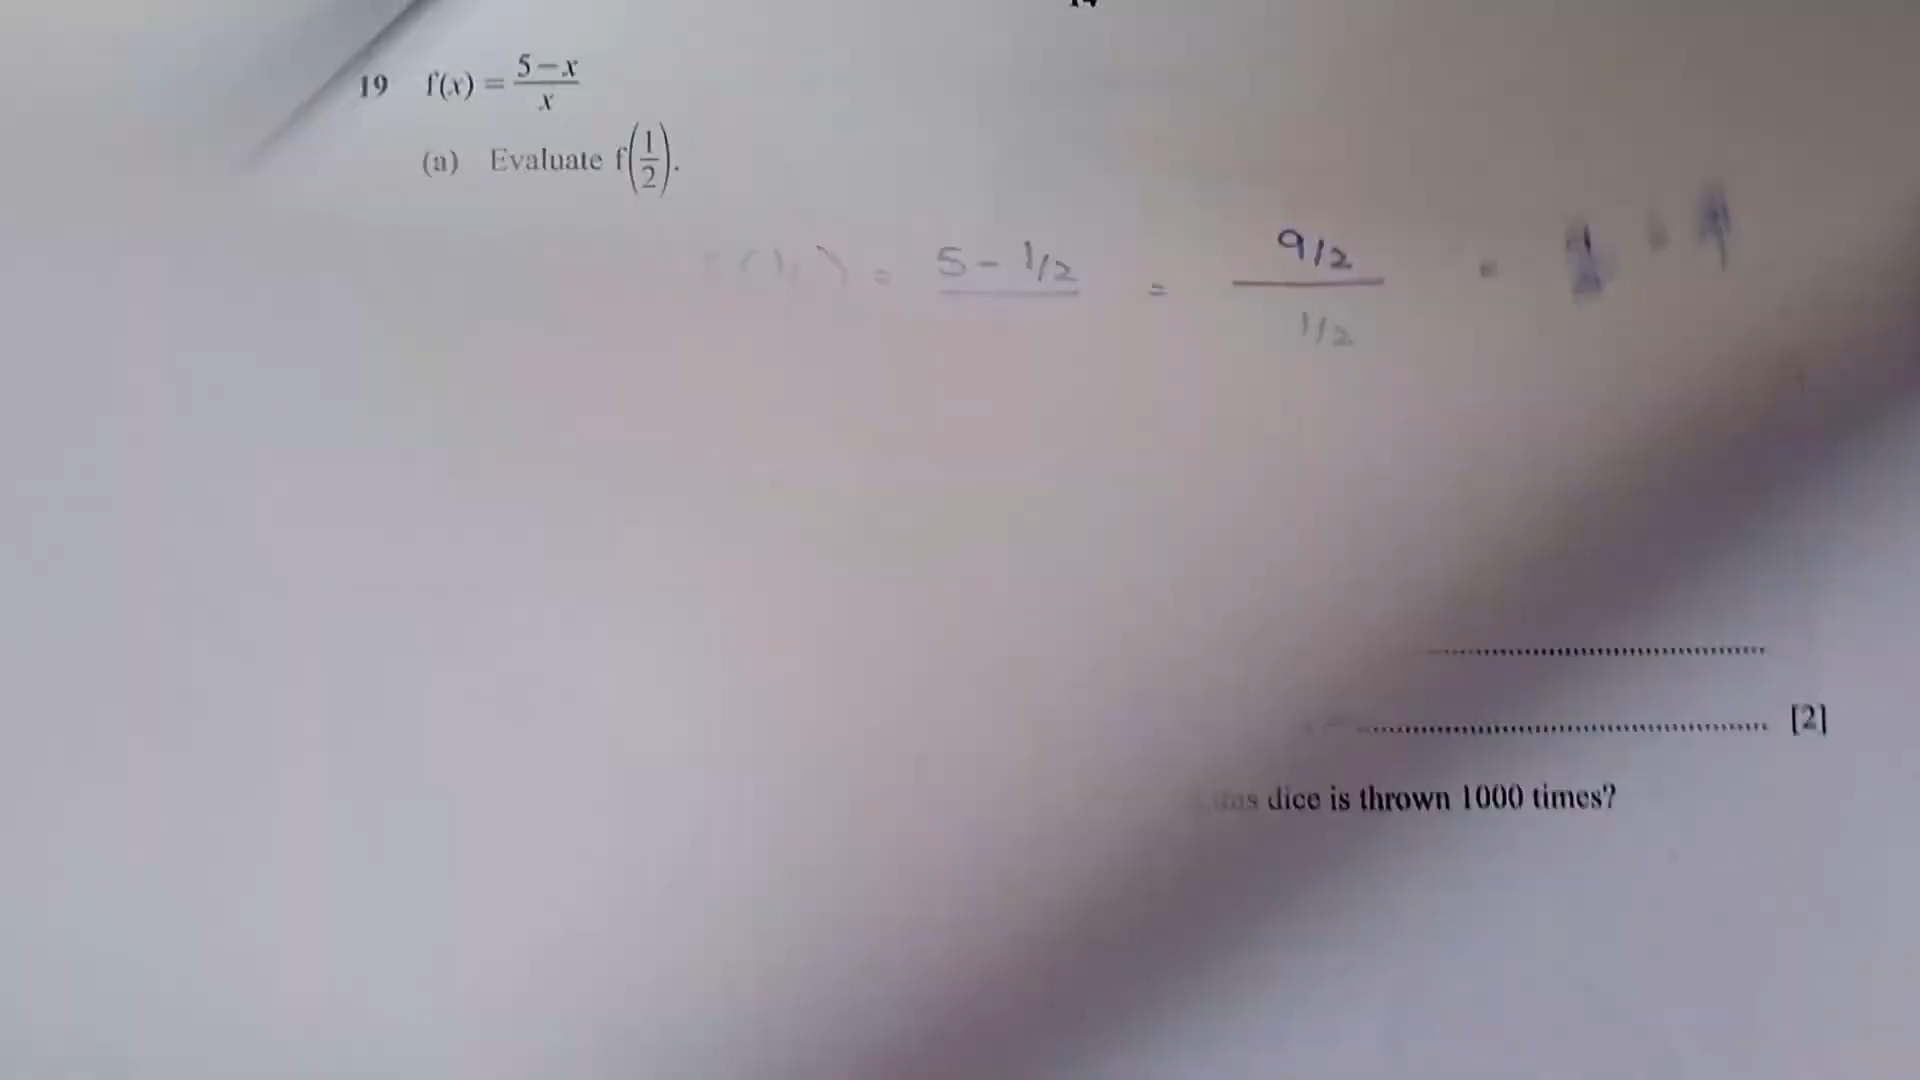 19 f(x) = 5-x / x
(a) Evaluate f(1/2).
= 5 - 1/2 = 9/2 / 1/2
[2]
dice is thrown 1000 times?